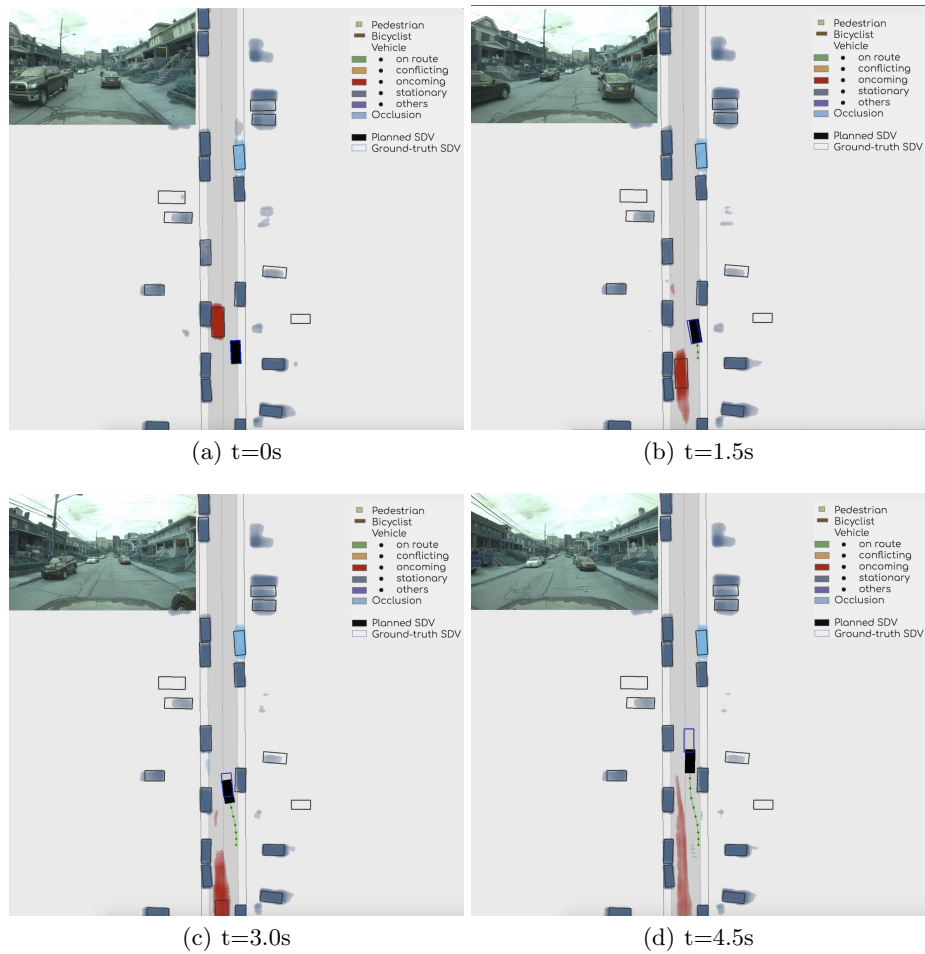 Pedestrian
Bicyclist
Vehicle
• on route
• conflicting
• oncoming
• stationary
• others
Occlusion
Planned SDV
Ground-truth SDV
(a) t=0s
Pedestrian
Bicyclist
Vehicle
• on route
• conflicting
• oncoming
• stationary
• others
Occlusion
Planned SDV
Ground-truth SDV
(b) t=1.5s
Pedestrian
Bicyclist
Vehicle
• on route
• conflicting
• oncoming
• stationary
• others
Occlusion
Planned SDV
Ground-truth SDV
(c) t=3.0s
Pedestrian
Bicyclist
Vehicle
• on route
• conflicting
• oncoming
• stationary
• others
Occlusion
Planned SDV
Ground-truth SDV
(d) t=4.5s